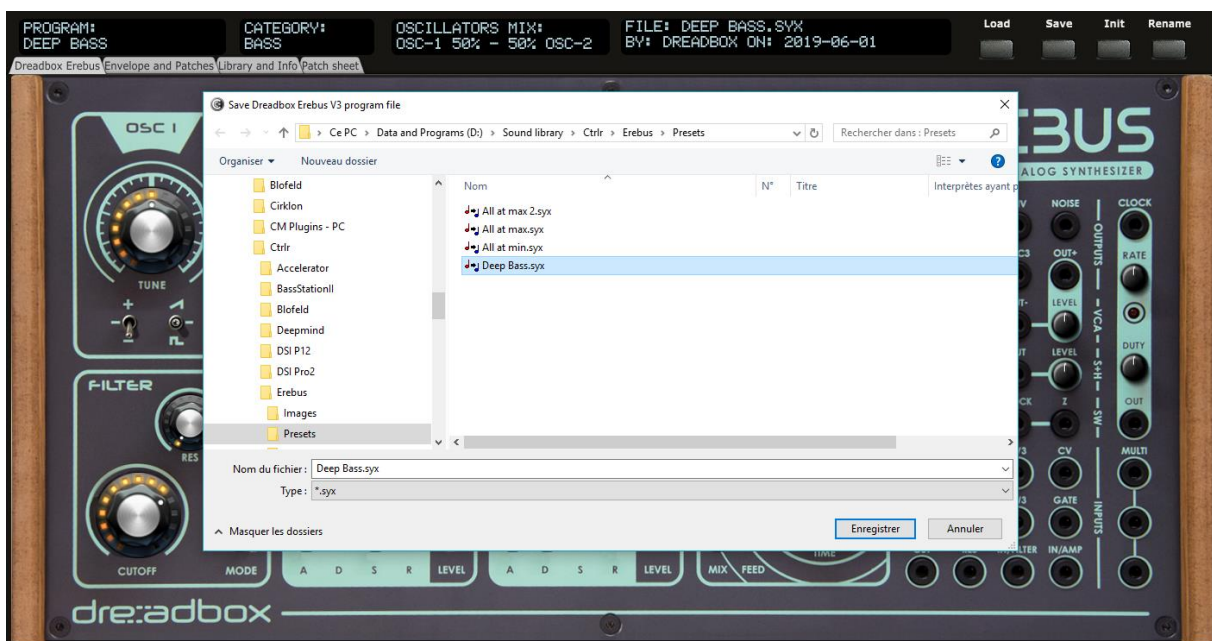 PROGRAM:
DEEP BASS
CATEGORY:
BASS
OSCILLATORS MIX:
OSC-1 50% - 50% OSC-2
FILE: DEEP BASS.SYX
BY: DREADBOX ON: 2019-06-01
Load Save Init Rename
Dreadbox Erebus Envelope and Patches Library and Info Patch sheet
Save Dreadbox Erebus V3 program file
Ce PC > Data and Programs (D:) > Sound library > Ctrlr > Erebus > Presets
Rechercher dans : Presets
Organiser Nouveau dossier
Blofeld
Cirklon
CM Plugins - PC
Ctrlr
Accelerator
BassStationII
Blofeld
Deepmind
DSI P12
DSI Pro2
Erebus
Images
Presets
Nom N° Titre Interprètes ayant p
All at max 2.syx
All at max.syx
All at min.syx
Deep Bass.syx
Nom du fichier : Deep Bass.syx
Type : *.syx
Masquer les dossiers
Enregistrer Annuler
OSC 1
TUNE
FILTER
RES
CUTOFF
MODE
A D S R LEVEL
A D S R LEVEL
MIX FEED
TIME
BUS
ALOG SYNTHESIZER
NOISE
CLOCK
OUTPUTS
OUT+
RATE
LEVEL
VCA
DUTY
LEVEL
S+H
Z
SW
OUT
CV
MULTI
GATE
INPUTS
IN/AMP
dre:adbox